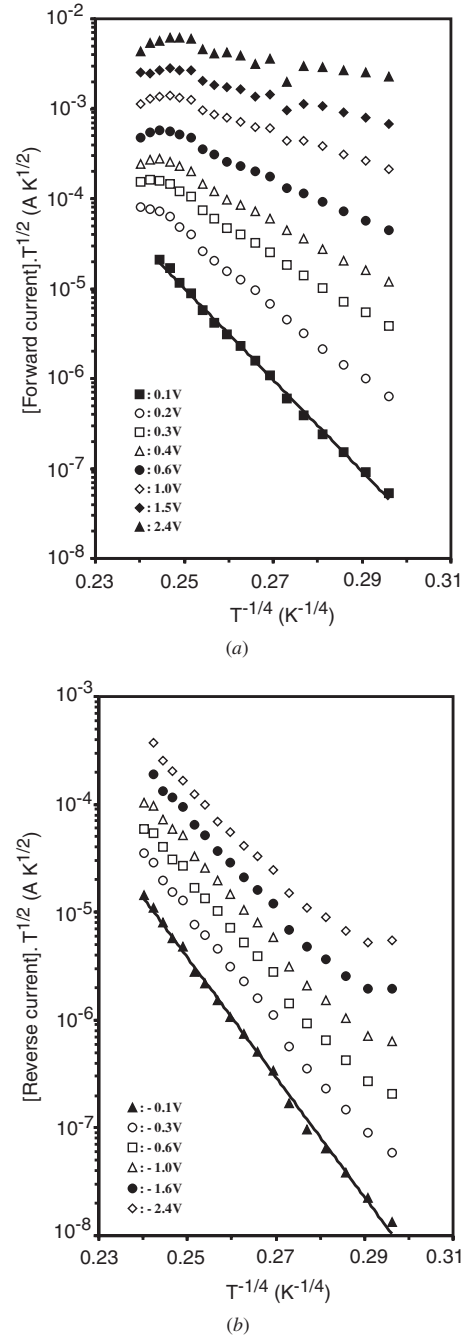 10^-2
10^-3
10^-4
10^-5
10^-6
10^-7
10^-8
[Forward current].T^1/2 (A K^1/2)
■: 0.1V
○: 0.2V
□: 0.3V
△: 0.4V
●: 0.6V
◇: 1.0V
◆: 1.5V
▲: 2.4V
0.23 0.25 0.27 0.29 0.31
T^-1/4 (K^-1/4)
(a)
10^-3
10^-4
10^-5
10^-6
10^-7
10^-8
[Reverse current]. T^1/2 (A K^1/2)
▲: - 0.1V
○: - 0.3V
□: - 0.6V
△: - 1.0V
●: - 1.6V
◇: - 2.4V
0.23 0.25 0.27 0.29 0.31
T^-1/4 (K^-1/4)
(b)